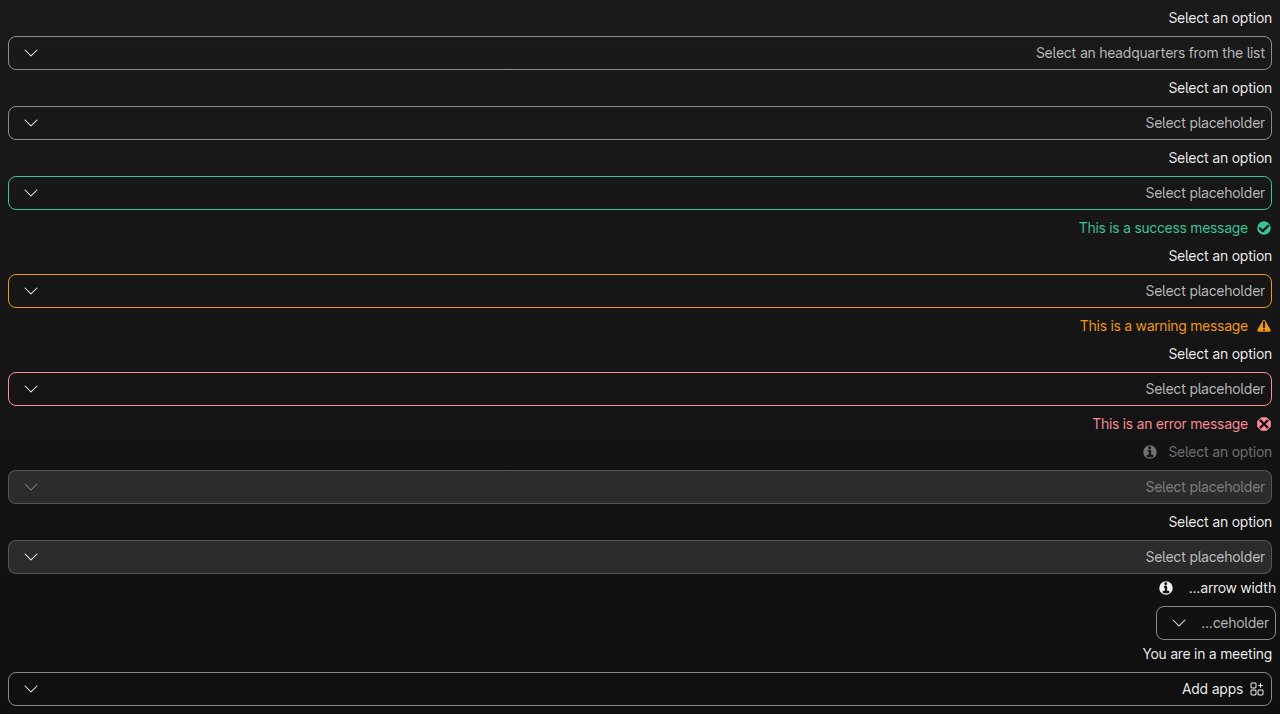 Select an option
Select an headquarters from the list
Select an option
Select placeholder
Select an option
Select placeholder
This is a success message
Select an option
Select placeholder
This is a warning message
Select an option
Select placeholder
This is an error message
Select an option
Select placeholder
Select an option
Select placeholder
...arrow width
...ceholder
You are in a meeting
Add apps